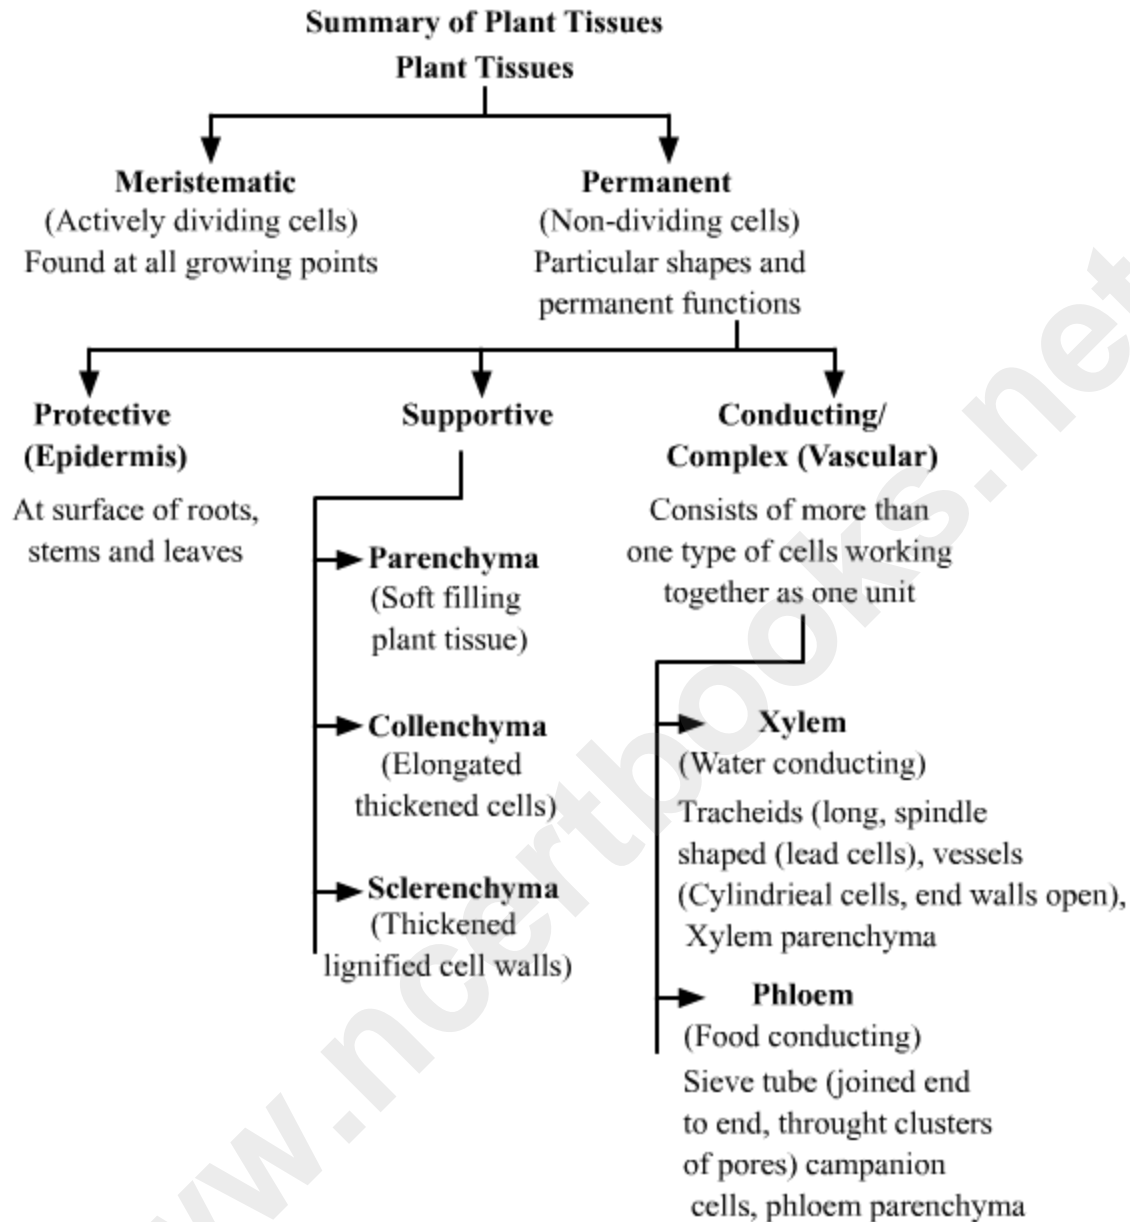 Summary of Plant Tissues
Plant Tissues
Meristematic
(Actively dividing cells)
Found at all growing points
Permanent
(Non-dividing cells)
Particular shapes and
permanent functions
Protective
(Epidermis)
At surface of roots,
stems and leaves
Supportive
Parenchyma
(Soft filling
plant tissue)
Collenchyma
(Elongated
thickened cells)
Sclerenchyma
(Thickened
lignified cell walls)
Conducting/
Complex (Vascular)
Consists of more than
one type of cells working
together as one unit
Xylem
(Water conducting)
Tracheids (long, spindle
shaped (lead cells), vessels
(Cylindrieal cells, end walls open),
Xylem parenchyma
Phloem
(Food conducting)
Sieve tube (joined end
to end, throught clusters
of pores) campanion
cells, phloem parenchyma
www.ncertbooks.net